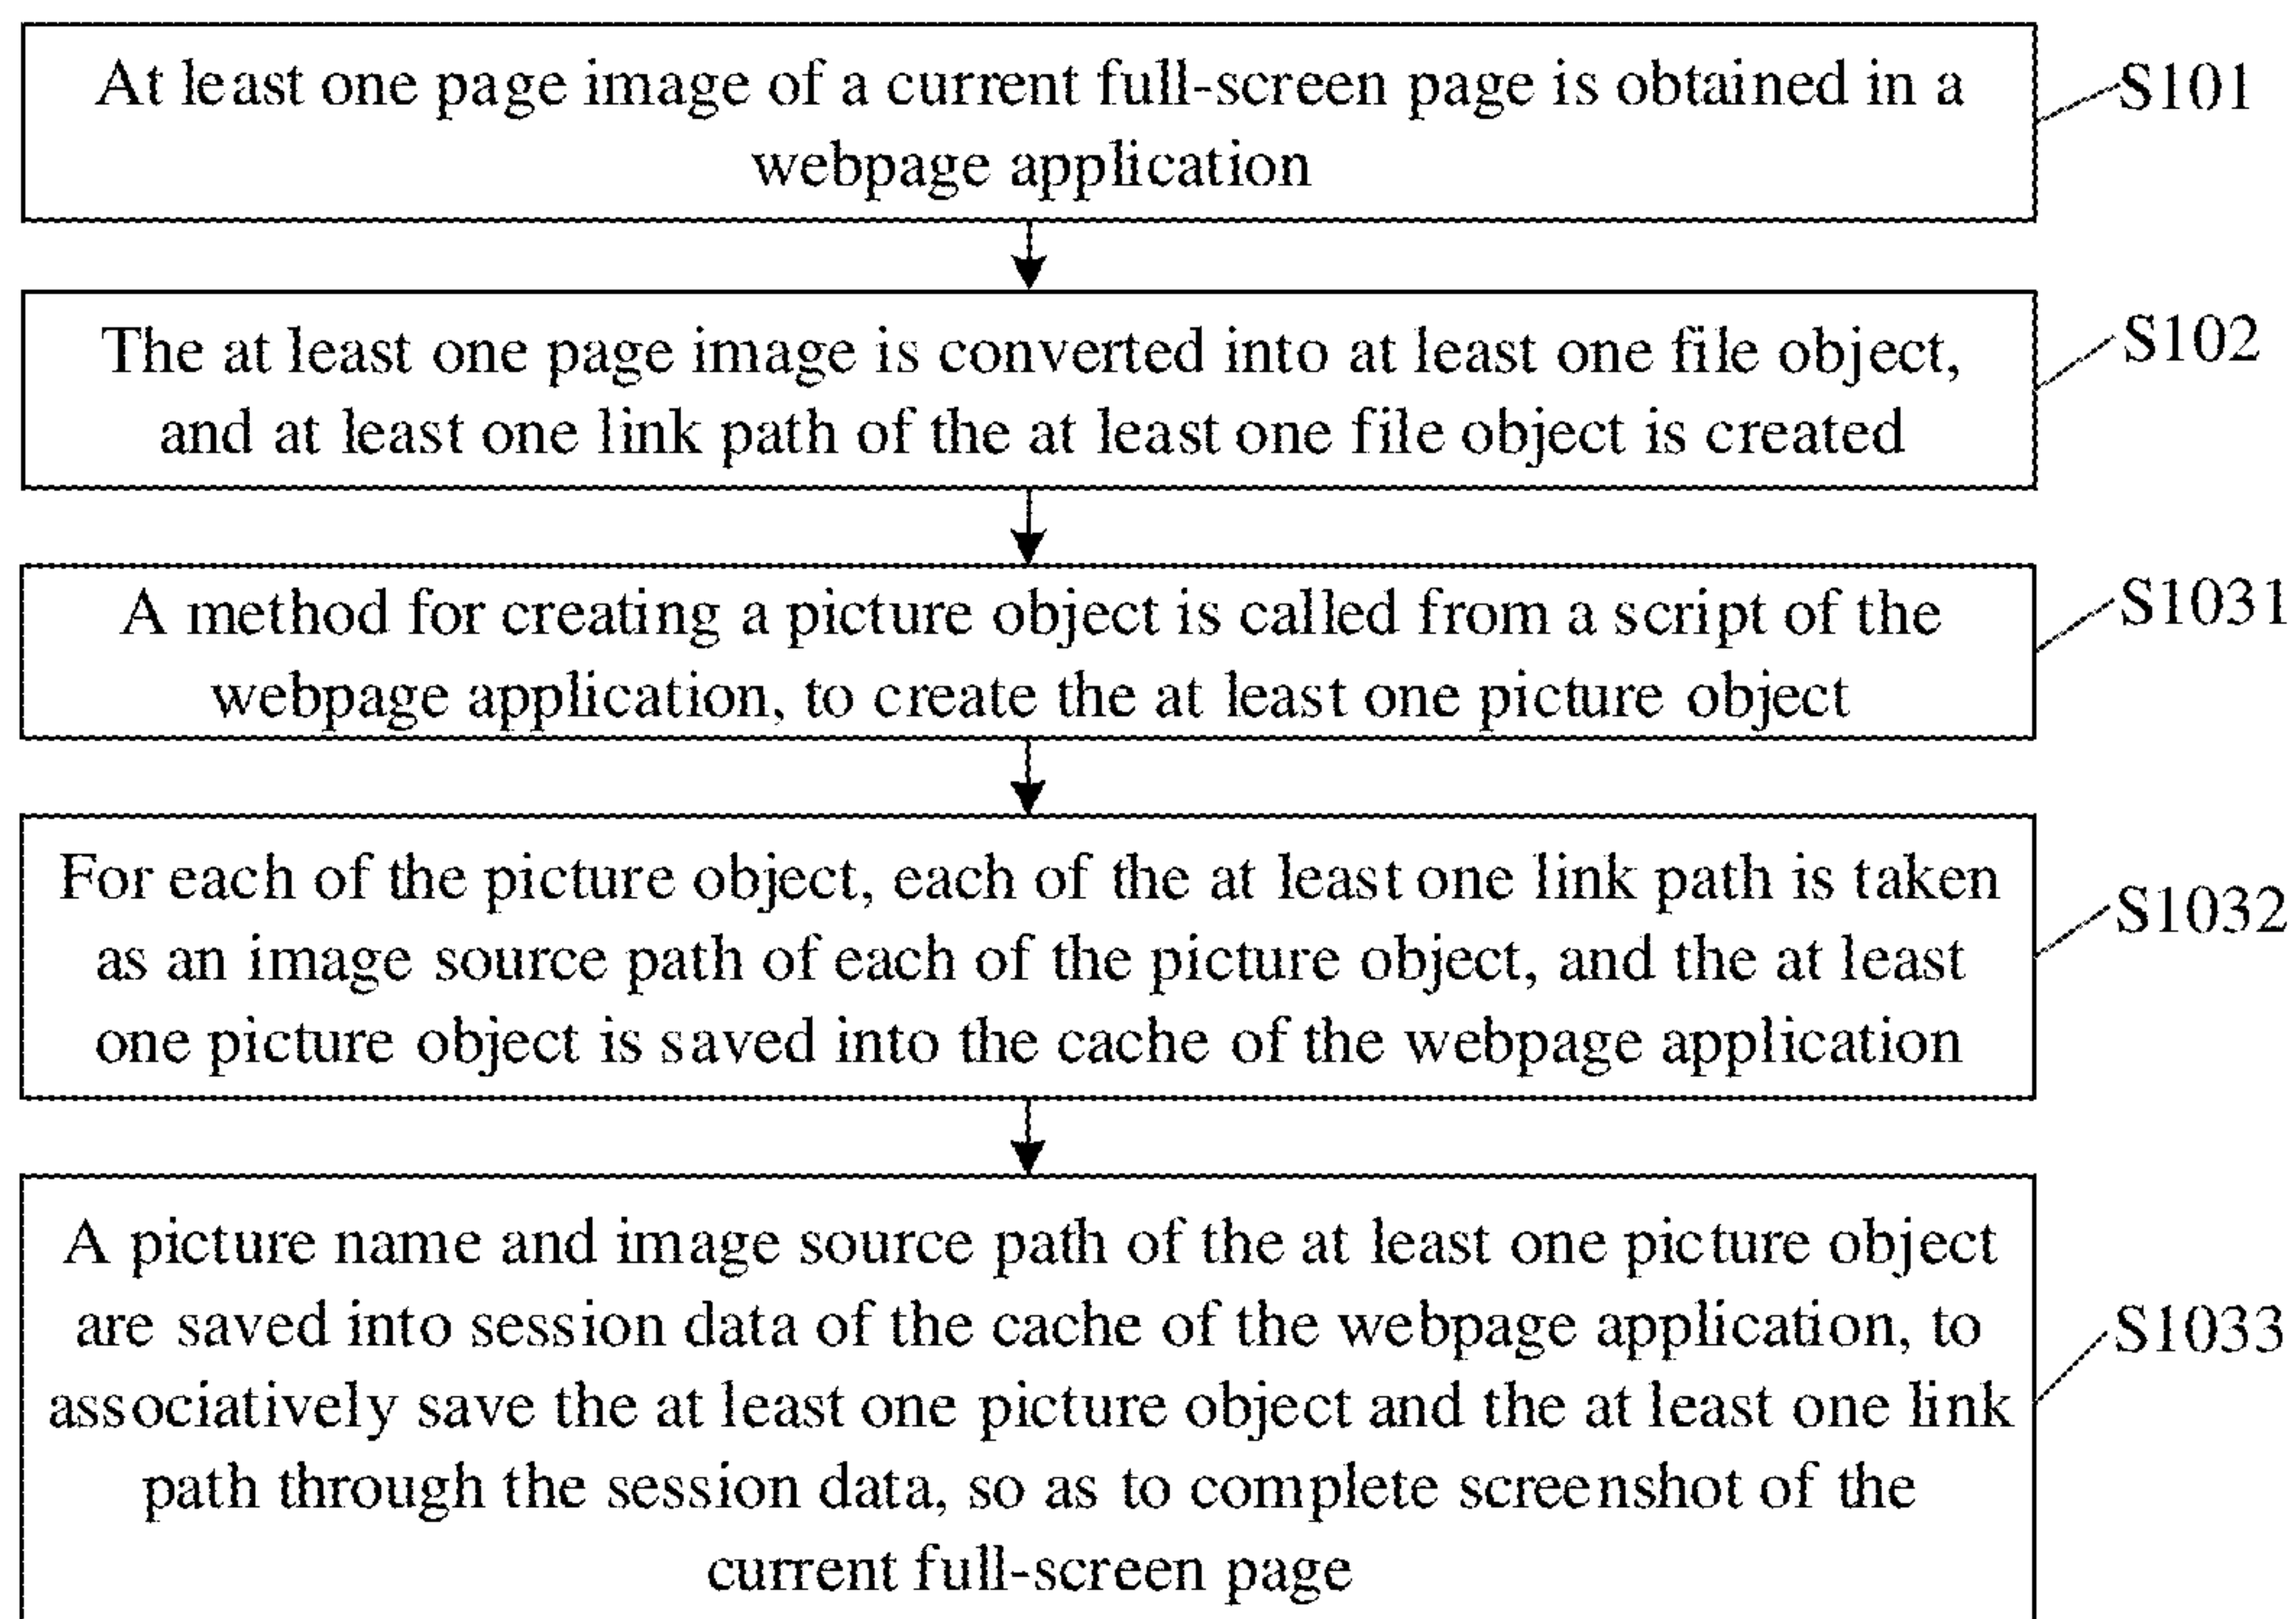 At least one page image of a current full-screen page is obtained in a
webpage application
S101
The at least one page image is converted into at least one file object,
and at least one link path of the at least one file object is created
S102
A method for creating a picture object is called from a script of the
webpage application, to create the at least one picture object
S1031
For each of the picture object, each of the at least one link path is taken
as an image source path of each of the picture object, and the at least
one picture object is saved into the cache of the webpage application
S1032
A picture name and image source path of the at least one picture object
are saved into session data of the cache of the webpage application, to
associatively save the at least one picture object and the at least one link
path through the session data, so as to complete screenshot of the
current full-screen page
S1033